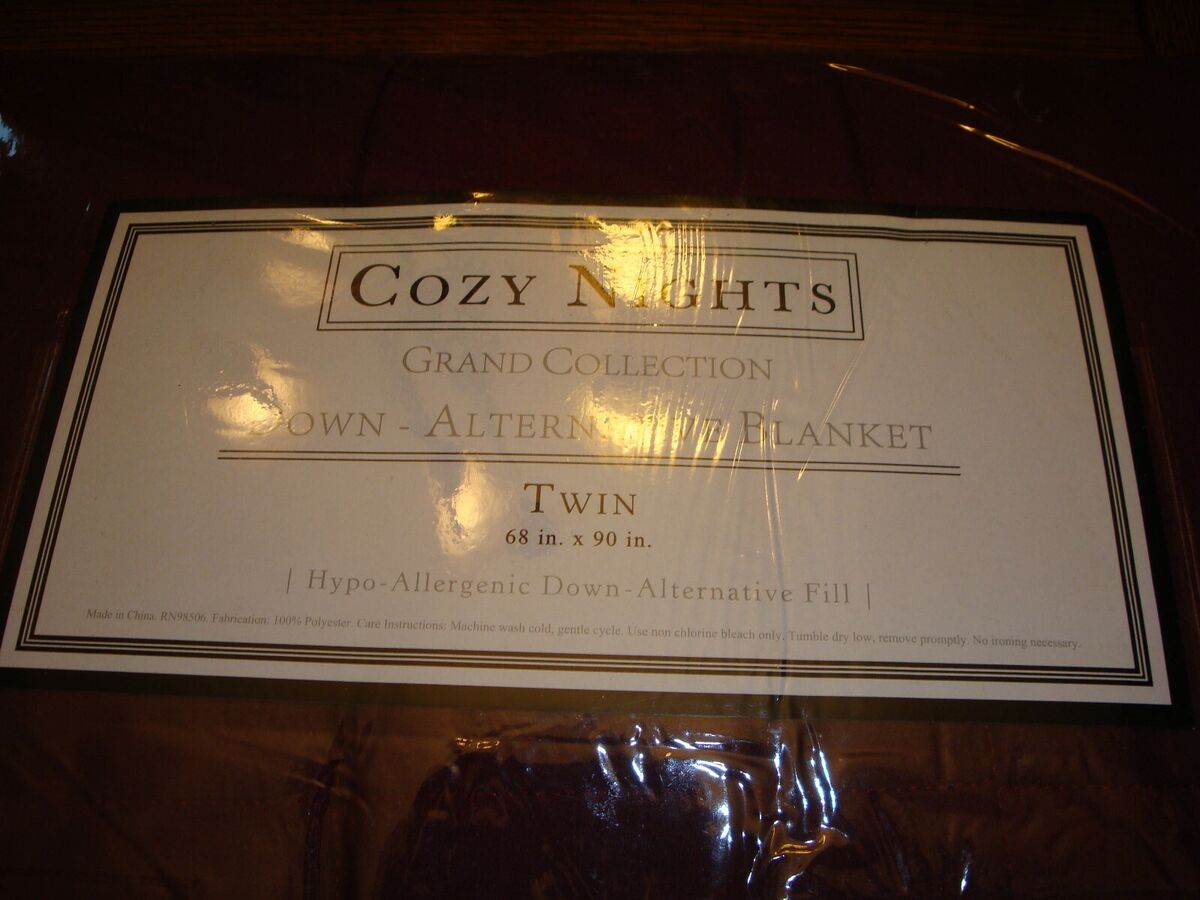 COZY NIGHTS
GRAND COLLECTION
DOWN - ALTERNATIVE BLANKET
TWIN
68 in. x 90 in.
| Hypo-Allergenic Down-Alternative Fill |
Made in China. RN98506. Fabrication: 100% Polyester. Care Instructions: Machine wash cold, gentle cycle. Use non chlorine bleach only. Tumble dry low, remove promptly. No ironing necessary.